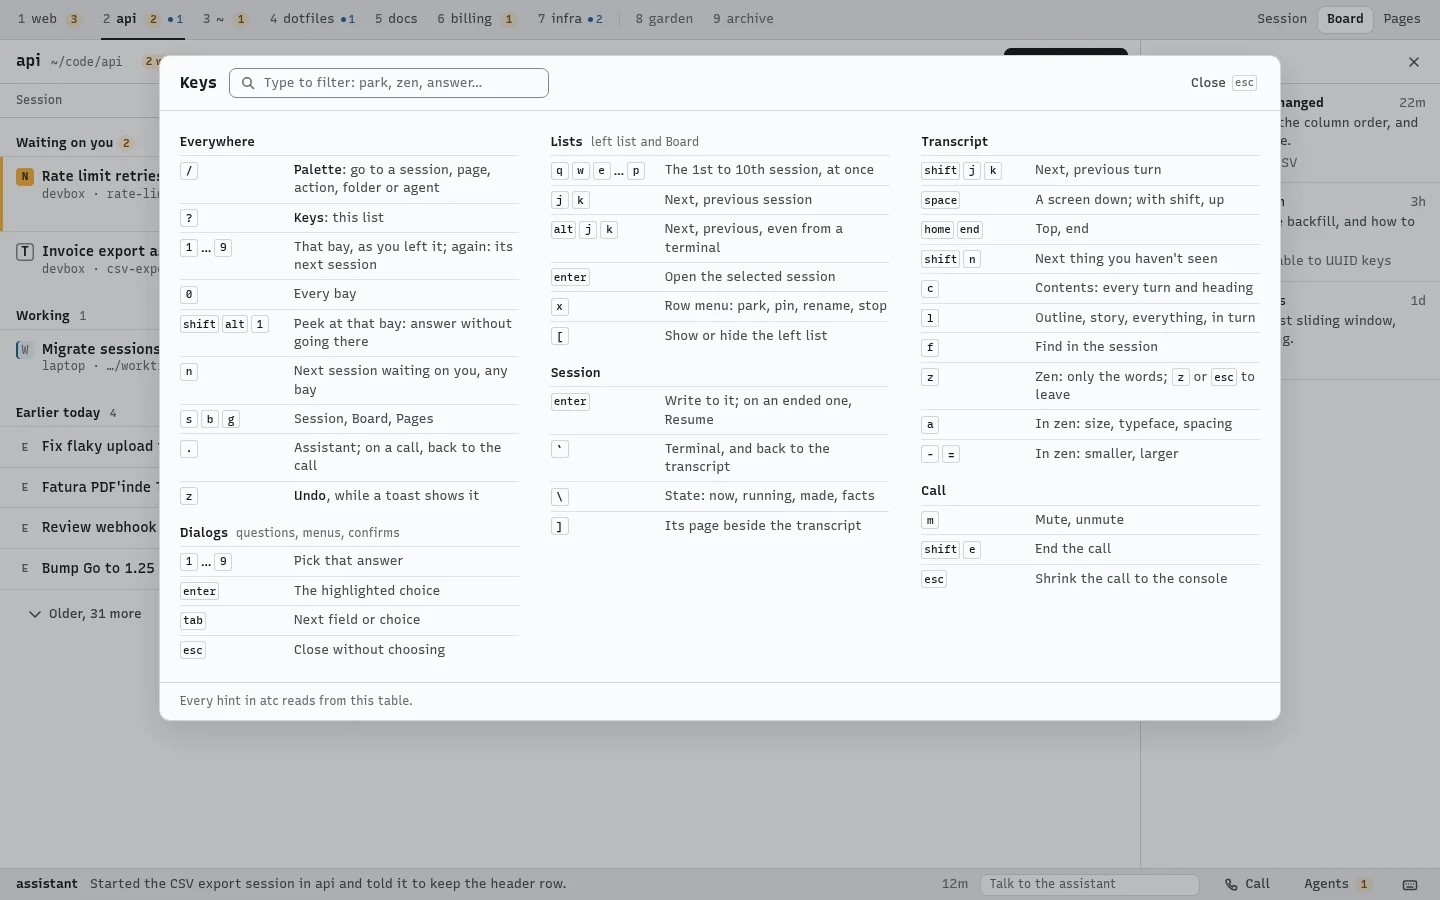 1 web 3 2 api 2 •1 3 ~ 1 4 dotfiles •1 5 docs 6 billing 1 7 infra •2 8 garden 9 archive Session Board Pages
api ~/code/api 2
Session
Waiting on you 2
N Rate limit retries
devbox · rate-li
T Invoice export a
devbox · csv-exp
Working 1
W Migrate sessions
laptop ·
Earlier today 4
E Fix flaky upload
E Fatura PDF'inde
E Review webhook
E Bump Go to 1.25
Older, 31 more
Keys Type to filter: park, zen, answer… Close esc
Everywhere
/ Palette: go to a session, page,
action, folder or agent
? Keys: this list
1 … 9 That bay, as you left it; again: its
next session
0 Every bay
shift alt 1 Peek at that bay: answer without
going there
n Next session waiting on you, any
bay
s b g Session, Board, Pages
. Assistant; on a call, back to the
call
z Undo, while a toast shows it
Dialogs questions, menus, confirms
1 … 9 Pick that answer
enter The highlighted choice
tab Next field or choice
esc Close without choosing
Lists left list and Board
q w e … p The 1st to 10th session, at once
j k Next, previous session
alt j k Next, previous, even from a
terminal
enter Open the selected session
x Row menu: park, pin, rename, stop
[ Show or hide the left list
Session
enter Write to it; on an ended one,
Resume
` Terminal, and back to the
transcript
\ State: now, running, made, facts
] Its page beside the transcript
Transcript
shift j k Next, previous turn
space A screen down; with shift, up
home end Top, end
shift n Next thing you haven't seen
c Contents: every turn and heading
l Outline, story, everything, in turn
f Find in the session
z Zen: only the words; z or esc to
leave
a In zen: size, typeface, spacing
- = In zen: smaller, larger
Call
m Mute, unmute
shift e End the call
esc Shrink the call to the console
Every hint in atc reads from this table.
hanged 22m
the column order, and
e.
SV
3h
backfill, and how to
able to UUID keys
s 1d
st sliding window,
g.
assistant Started the CSV export session in api and told it to keep the header row. 12m Talk to the assistant Call Agents 1